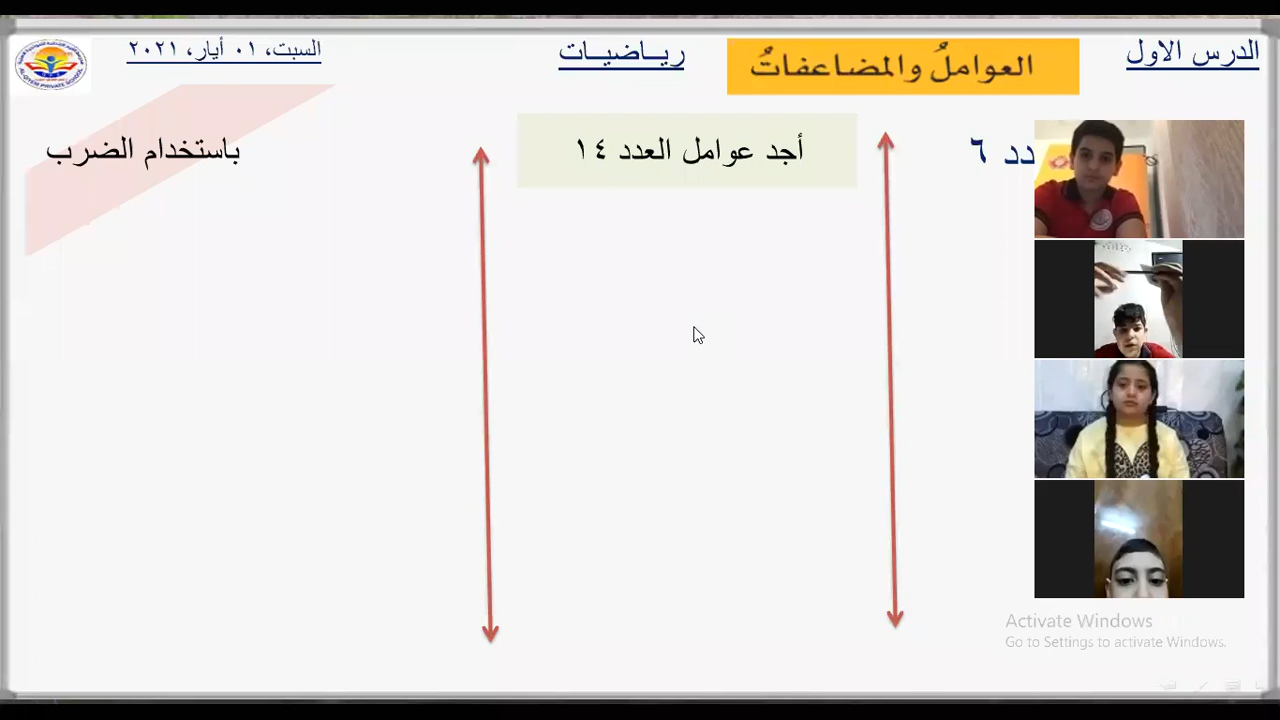 الدرس الاول
العواملُ والمضاعفاتُ
ريـاضيـات
السبت، ٠١ أيار، ٢٠٢١
دد ٦
أجد عوامل العدد ١٤
باستخدام الضرب
Activate Windows
Go to Settings to activate Windows.